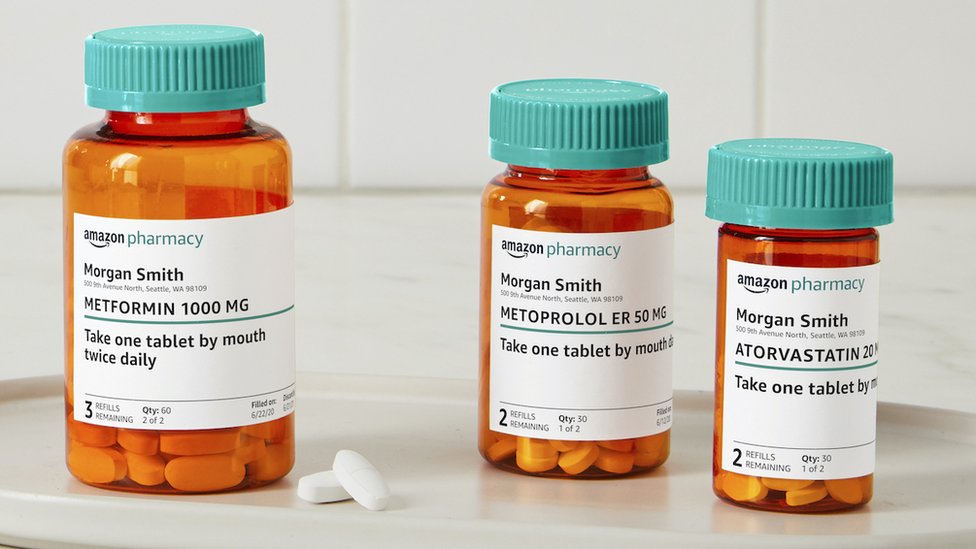 amazon pharmacy
Morgan Smith
500 9th Avenue North, Seattle, WA 98109
METFORMIN 1000 MG
Take one tablet by mouth
twice daily
3 REFILLS
REMAINING
Qty: 60
2 of 2
Filled on:
6/22/20
pharmacy
amazon pharmacy
Morgan Smith
500 9th Avenue North, Seattle, WA 98109
METOPROLOL ER 50 MG
Take one tablet by mouth
2 REFILLS
REMAINING
Qty: 30
1 of 2
Filled on:
amazon pharmacy
Morgan Smith
500 9th Avenue North, Seattle, WA 98109
ATORVASTATIN 20
Take one tablet by
2 REFILLS
REMAINING
Qty: 30
1 of 2